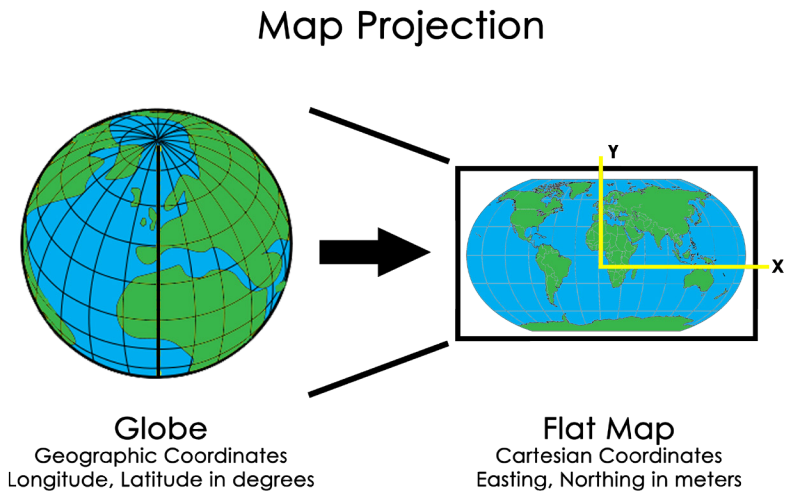 Map Projection
Y
X
Globe
Geographic Coordinates
Longitude, Latitude in degrees
Flat Map
Cartesian Coordinates
Easting, Northing in meters